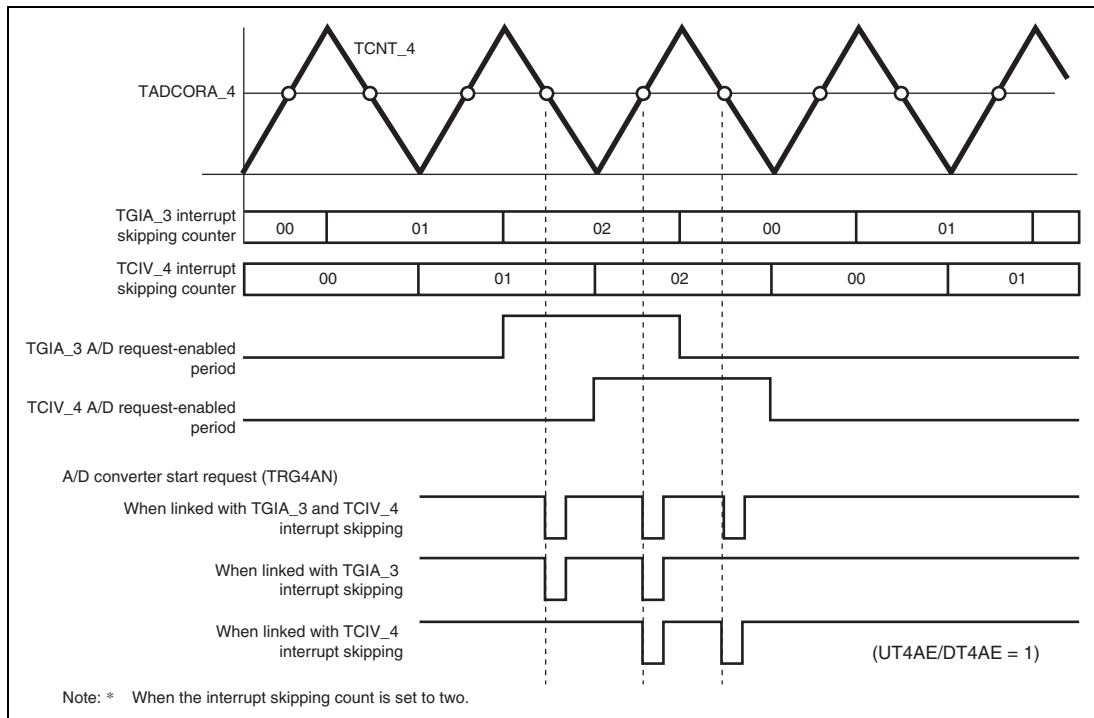 TCNT_4
TADCORA_4
TGIA_3 interrupt
skipping counter
00
01
02
00
01
TCIV_4 interrupt
skipping counter
00
01
02
00
01
TGIA_3 A/D request-enabled
period
TCIV_4 A/D request-enabled
period
A/D converter start request (TRG4AN)
When linked with TGIA_3 and TCIV_4
interrupt skipping
When linked with TGIA_3
interrupt skipping
When linked with TCIV_4
interrupt skipping
(UT4AE/DT4AE = 1)
Note: * When the interrupt skipping count is set to two.